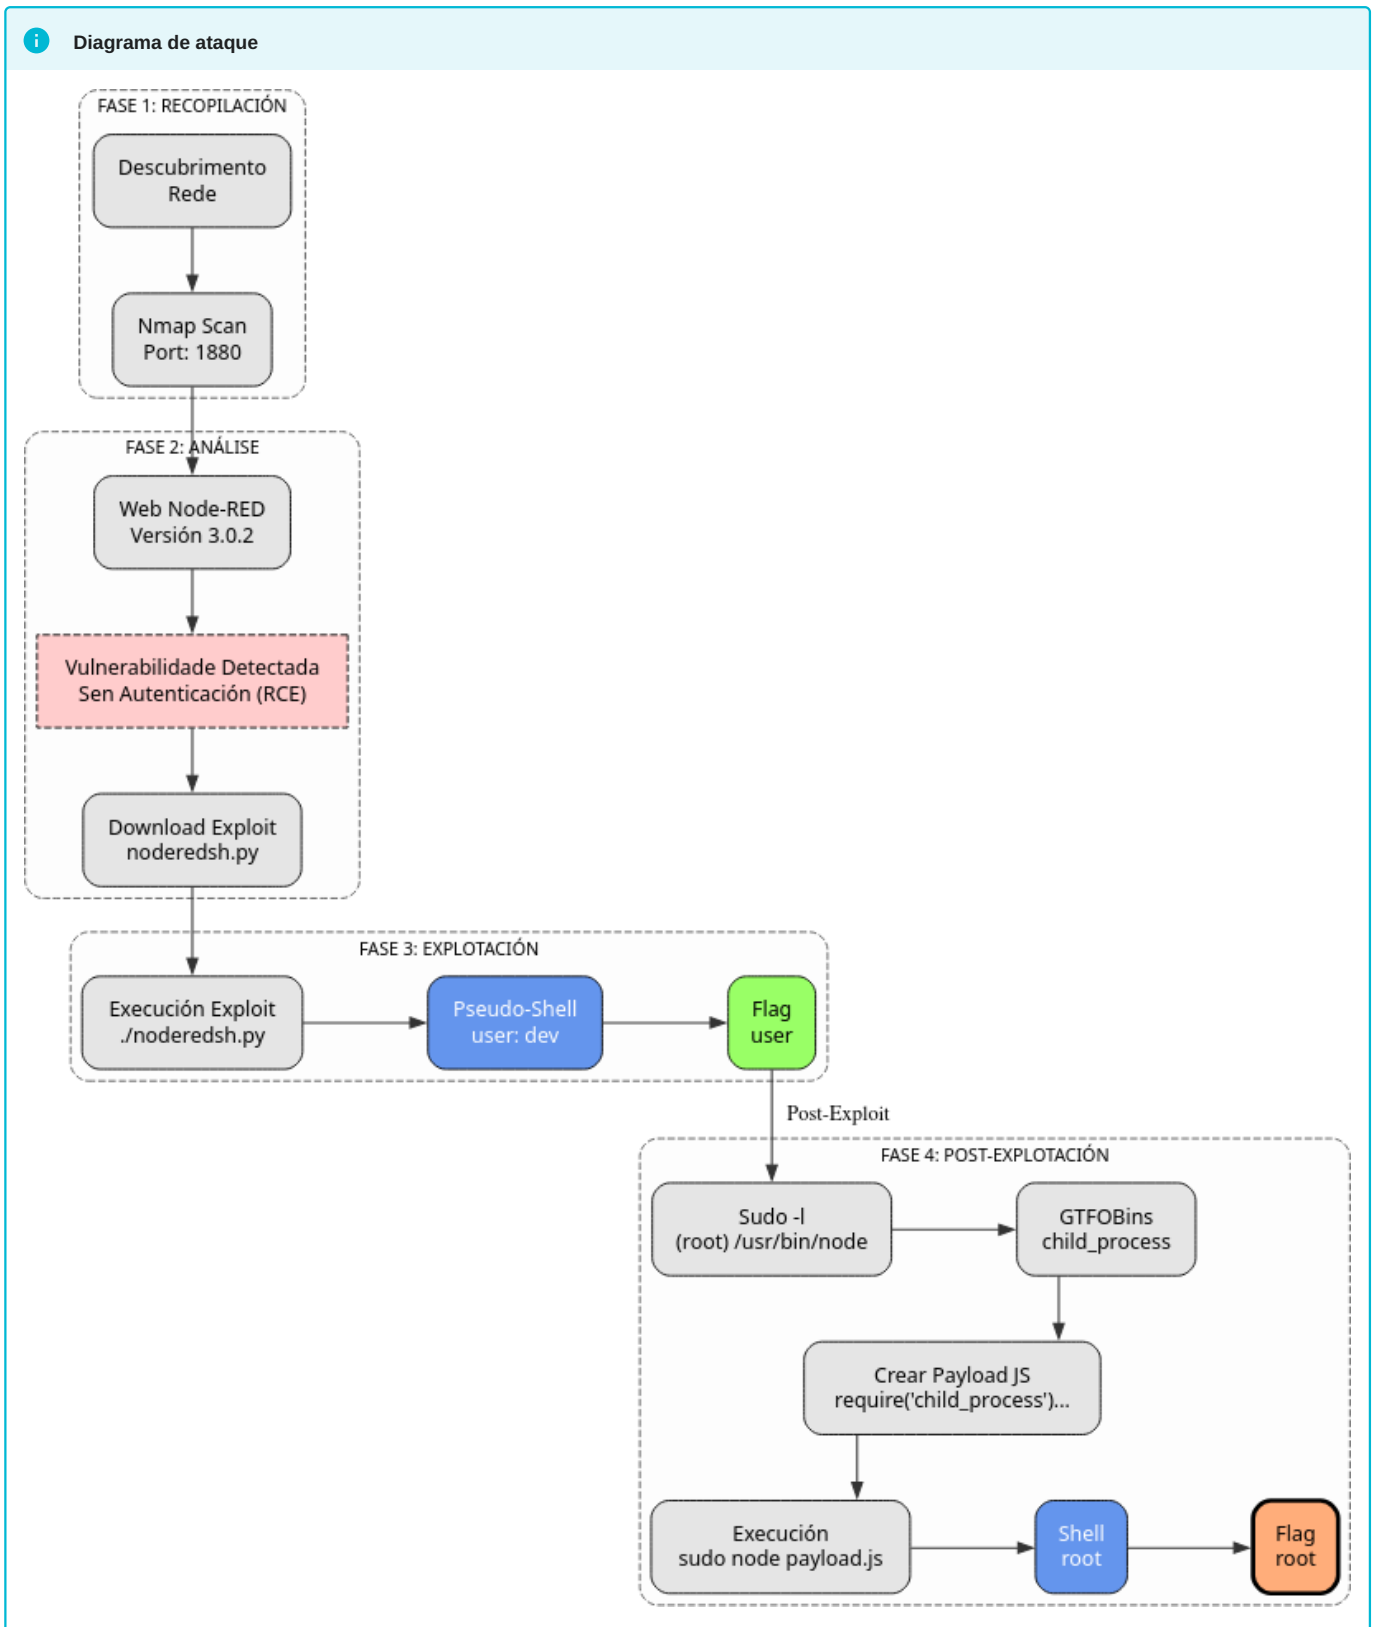 Diagrama de ataque
FASE 1: RECOPILACIÓN
Descubrimento
Rede
Nmap Scan
Port: 1880
FASE 2: ANÁLISE
Web Node-RED
Versión 3.0.2
Vulnerabilidade Detectada
Sen Autenticación (RCE)
Download Exploit
noderedsh.py
FASE 3: EXPLOTACIÓN
Execución Exploit
./noderedsh.py
Pseudo-Shell
user: dev
Flag
user
Post-Exploit
FASE 4: POST-EXPLOTACIÓN
Sudo -l
(root) /usr/bin/node
GTFOBins
child_process
Crear Payload JS
require('child_process')...
Execución
sudo node payload.js
Shell
root
Flag
root